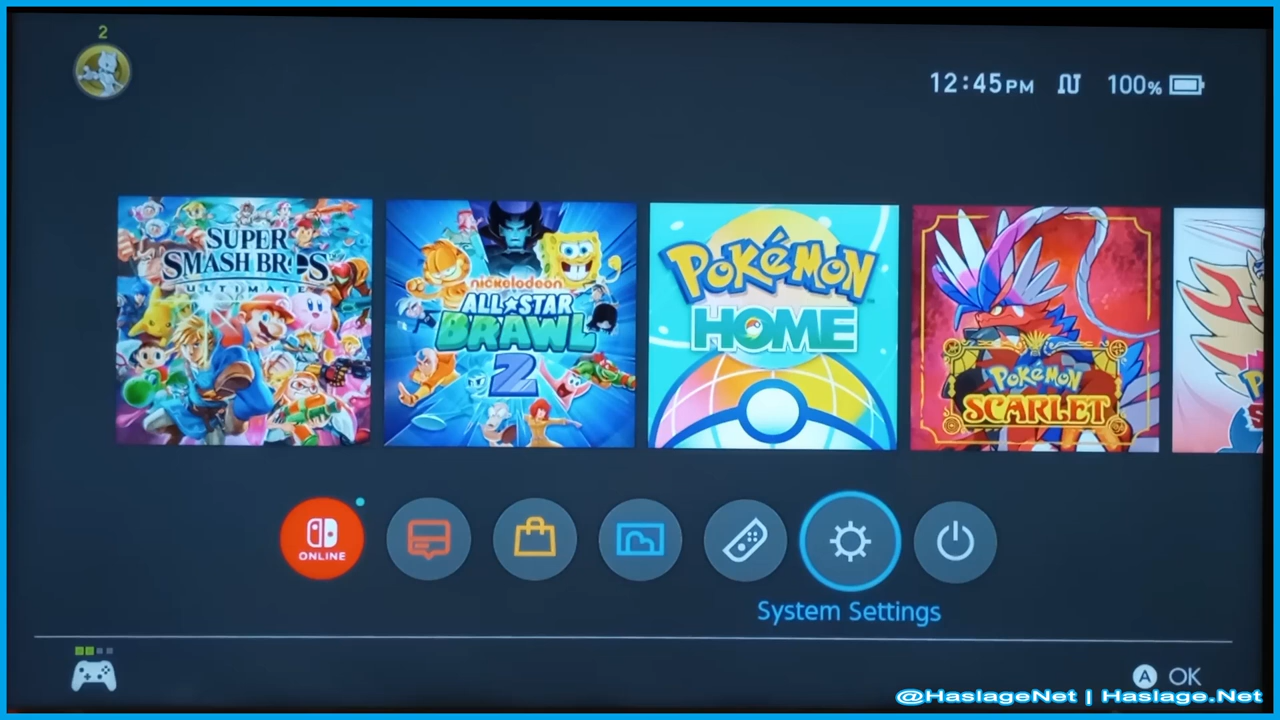 2
12:45PM
100%
SUPER
SMASH BROS
ULTIMATE
nickelodeon
ALL★STAR
BRAWL
2
POKéMON
HOME
POKéMON
SCARLET
ONLINE
System Settings
A OK
@HaslageNet | Haslage.Net